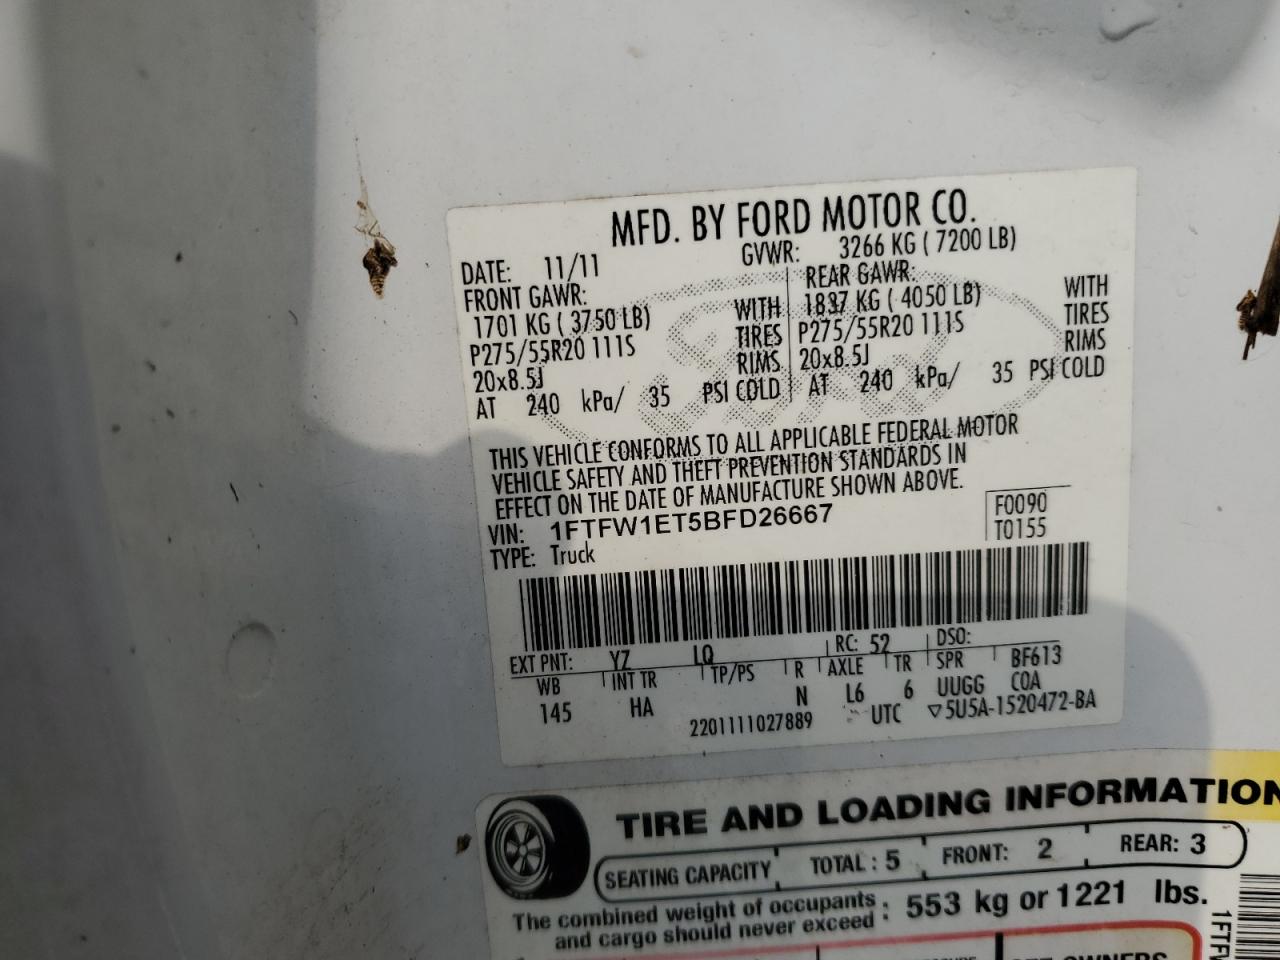 MFD. BY FORD MOTOR CO.
DATE: 11/11 GVWR: 3266 KG ( 7200 LB)
FRONT GAWR: REAR GAWR:
1701 KG ( 3750 LB) WITH 1837 KG ( 4050 LB) WITH
P275/55R20 111S TIRES P275/55R20 111S TIRES
20x8.5J RIMS 20x8.5J RIMS
AT 240 kPa/ 35 PSI COLD AT 240 kPa/ 35 PSI COLD
THIS VEHICLE CONFORMS TO ALL APPLICABLE FEDERAL MOTOR
VEHICLE SAFETY AND THEFT PREVENTION STANDARDS IN
EFFECT ON THE DATE OF MANUFACTURE SHOWN ABOVE.
VIN: 1FTFW1ET5BFD26667 F0090
TYPE: Truck T0155
EXT PNT: YZ LQ RC: 52 DSO:
WB INT TR TP/PS R AXLE TR SPR BF613
145 HA N L6 6 UUGG COA
2201111027889 UTC ▽5U5A-1520472-BA
TIRE AND LOADING INFORMATION
SEATING CAPACITY TOTAL : 5 FRONT: 2 REAR: 3
The combined weight of occupants
and cargo should never exceed : 553 kg or 1221 lbs.